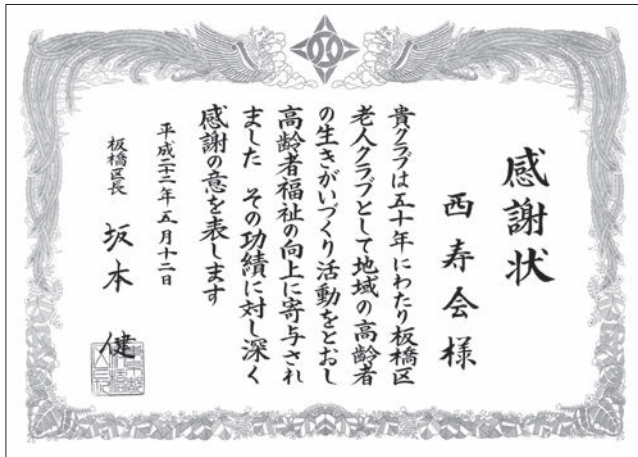 感謝状
西寿会様
貴クラブは五十年にわたり板橋区
老人クラブとして地域の高齢者
の生きがいづくり活動をとおし
高齢者福祉の向上に寄与され
ました その功績に対し深く
感謝の意を表します
平成二十二年五月十二日
板橋区長 坂本健